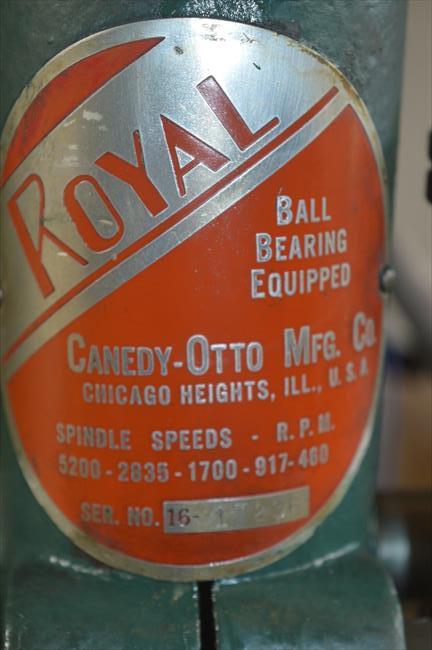 ROYAL
BALL
BEARING
EQUIPPED
CANEDY-OTTO MFG. CO.
CHICAGO HEIGHTS, ILL., U. S. A.
SPINDLE SPEEDS - R.P.M.
5200-2835-1700-917-460
SER. NO. 16-